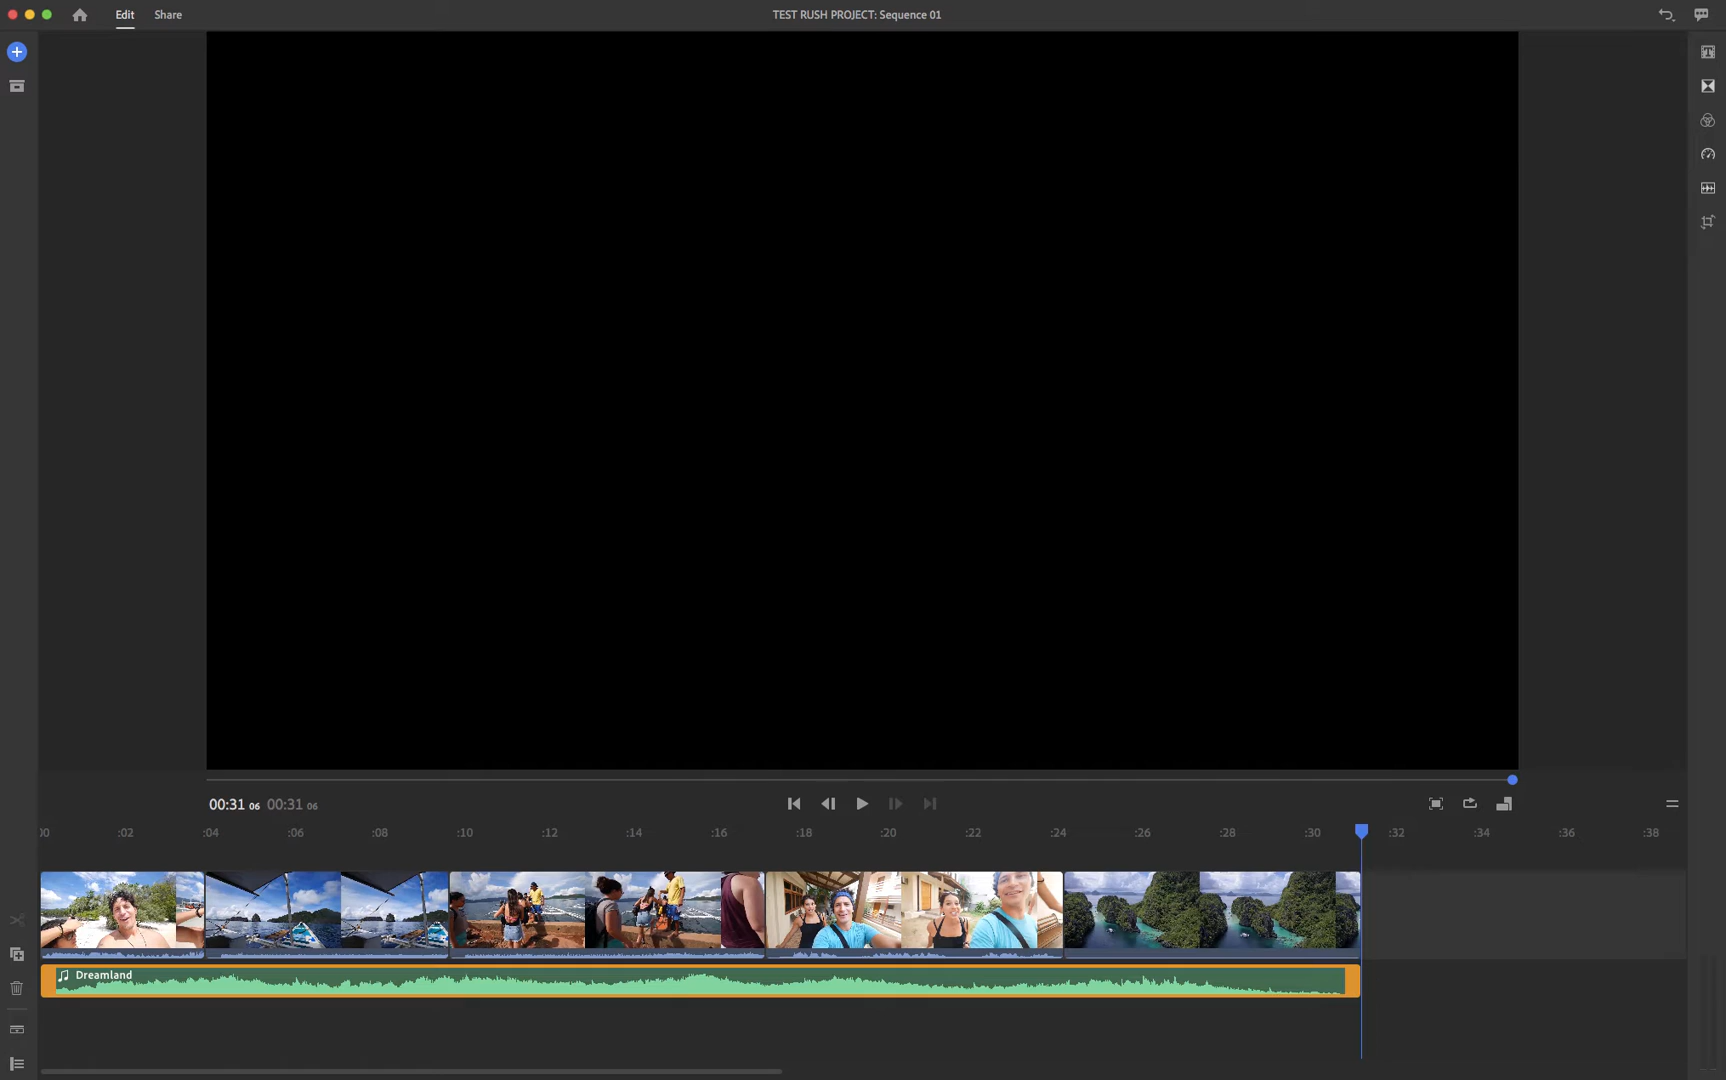 Edit Share TEST RUSH PROJECT: Sequence 01
00:31 06 00:31 06
:00 :02 :04 :06 :08 :10 :12 :14 :16 :18 :20 :22 :24 :26 :28 :30 :32 :34 :36 :38
Dreamland